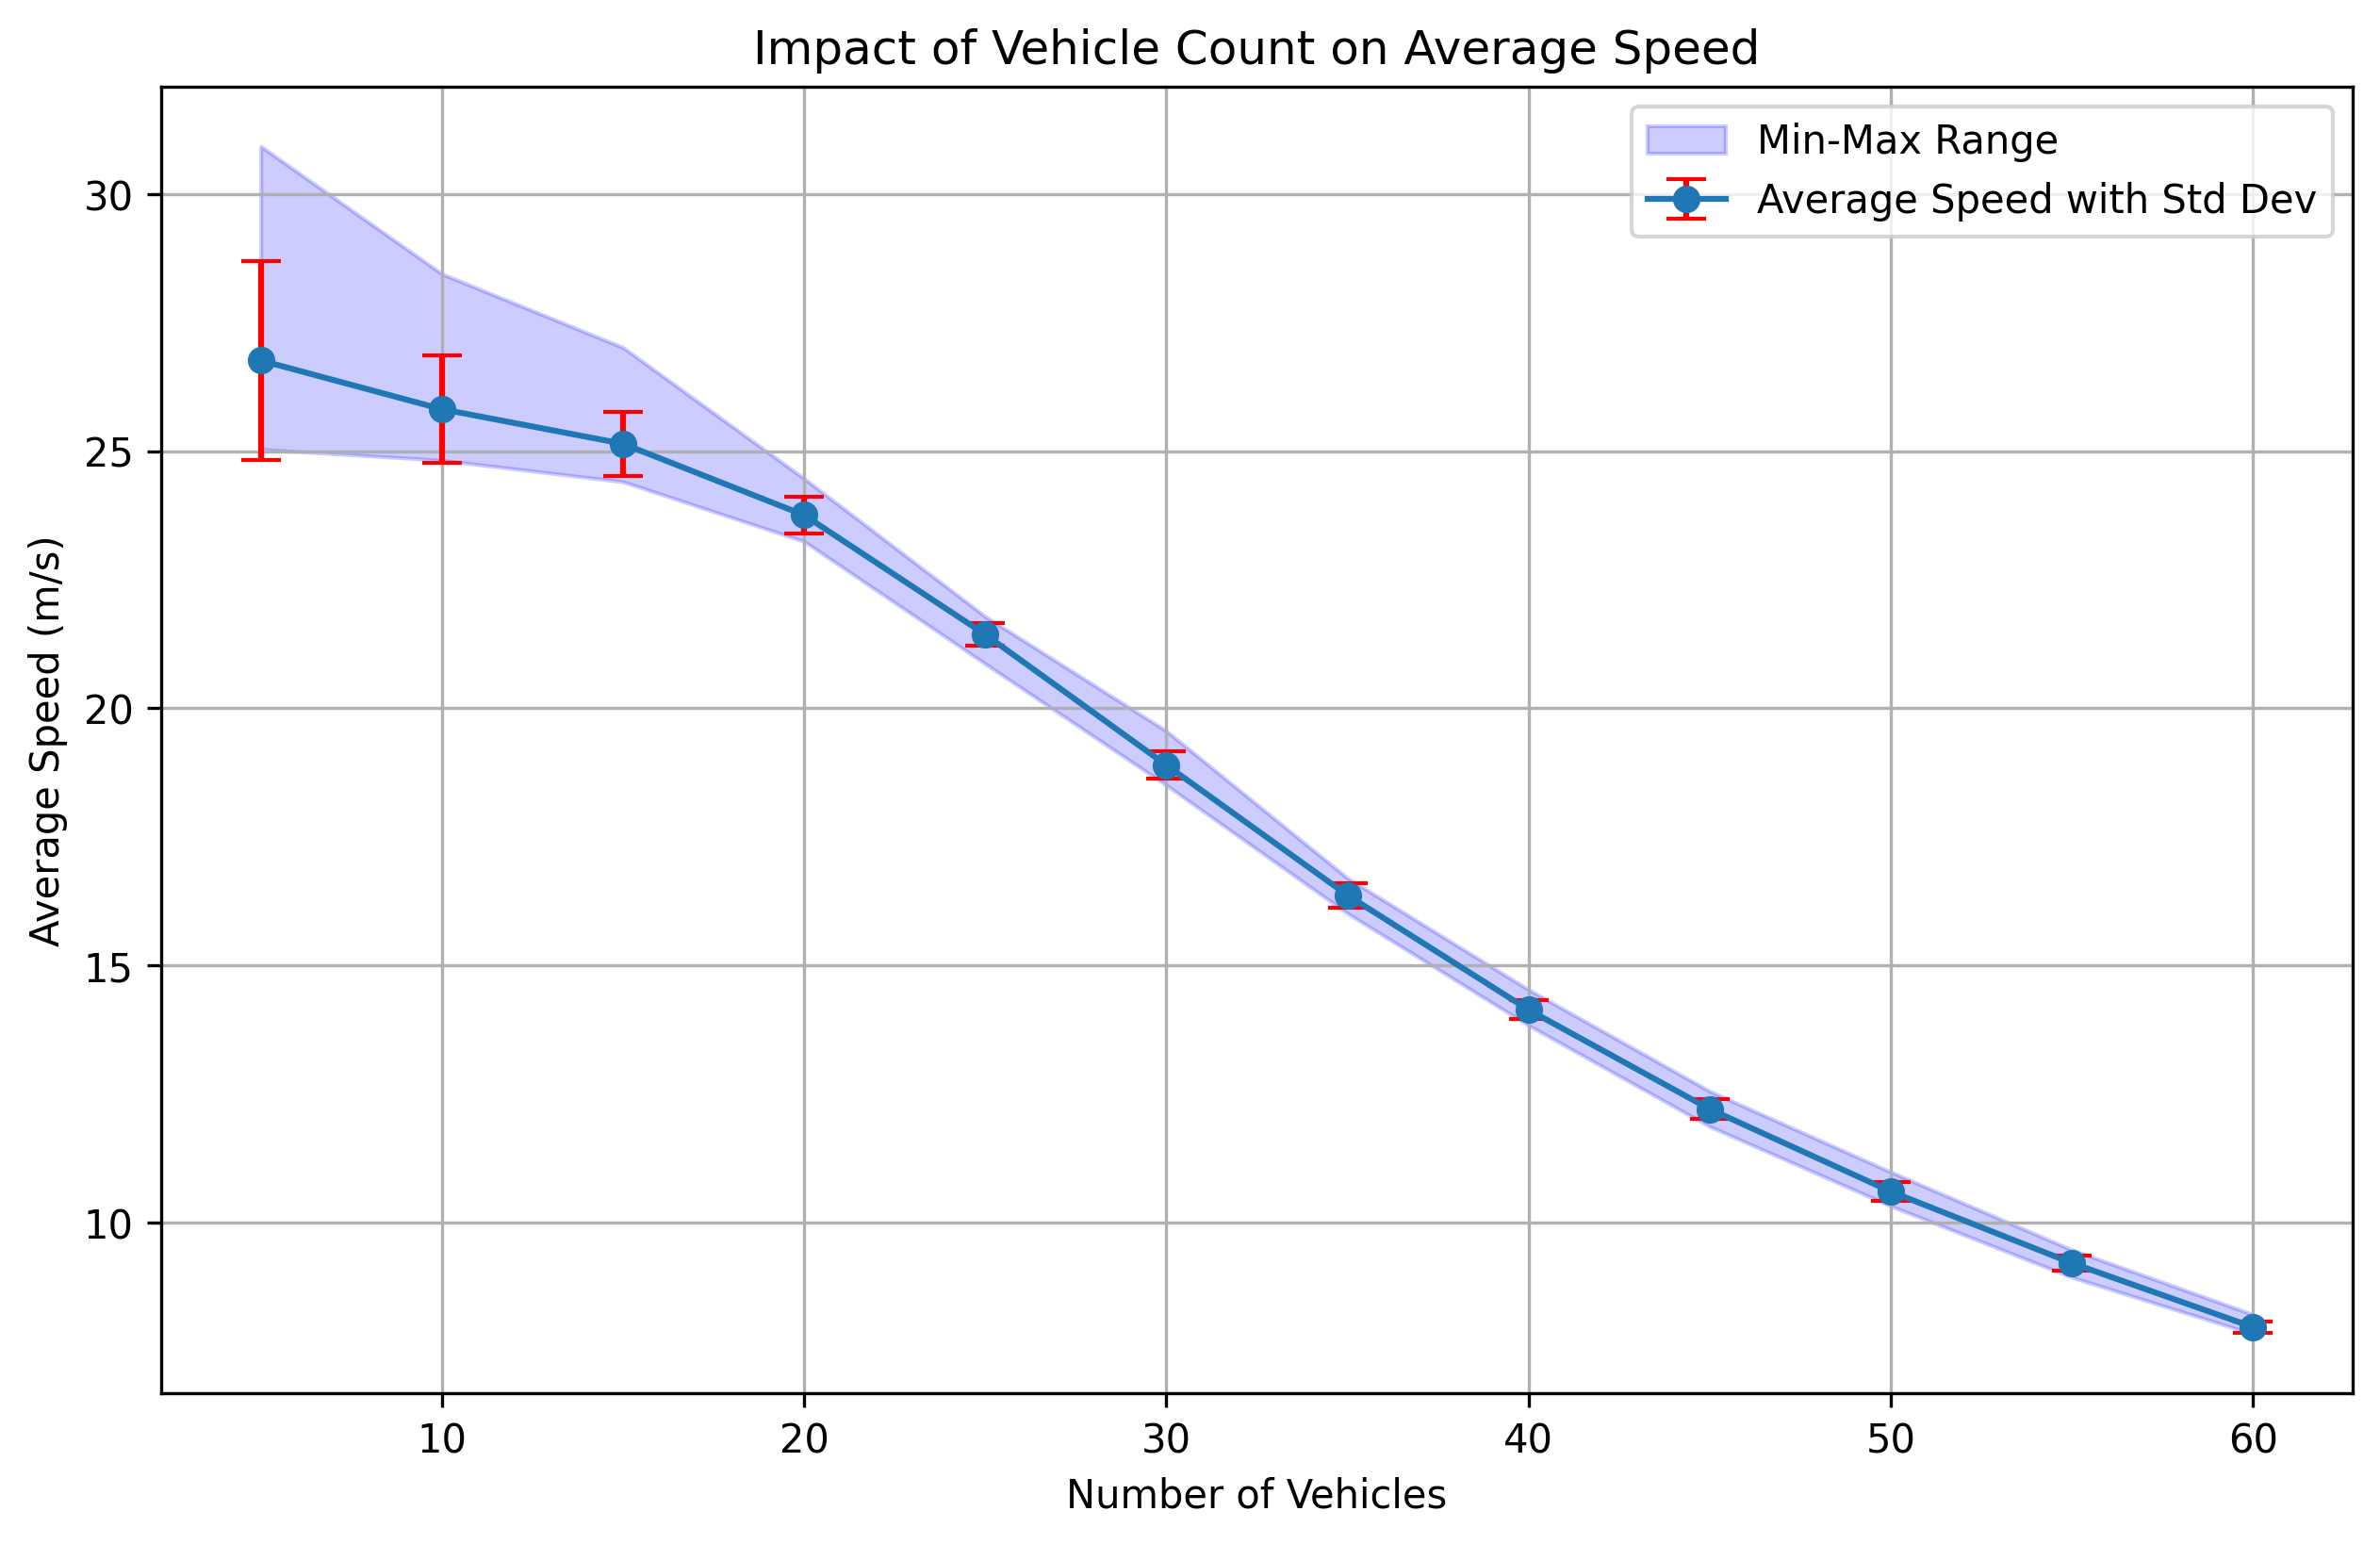 Impact of Vehicle Count on Average Speed
Min-Max Range
Average Speed with Std Dev
30
25
20
15
10
Average Speed (m/s)
10 20 30 40 50 60
Number of Vehicles